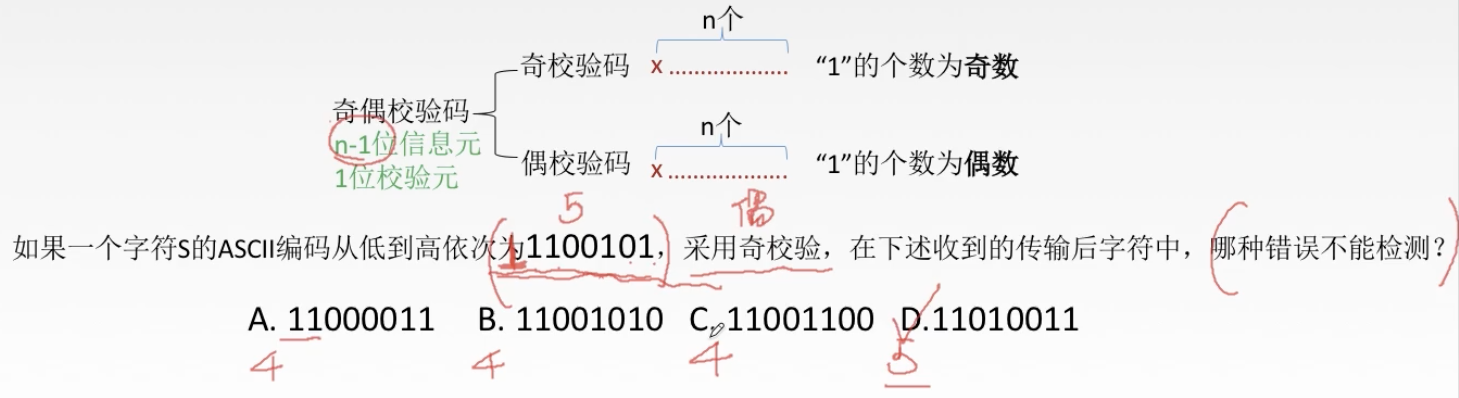 n个
奇校验码 x ................... “1”的个数为奇数
奇偶校验码
n个
n-1位信息元
偶校验码 x ................... “1”的个数为偶数
1位校验元
5 偶
如果一个字符S的ASCII编码从低到高依次为11100101，采用奇校验，在下述收到的传输后字符中，哪种错误不能检测？
A. 11000011 B. 11001010 C. 11001100 D.11010011
4 4 4 5